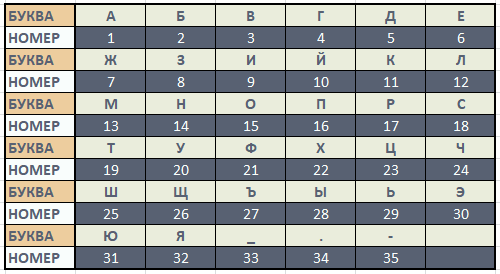 БУКВА А Б В Г Д Е
НОМЕР 1 2 3 4 5 6
БУКВА Ж З И Й К Л
НОМЕР 7 8 9 10 11 12
БУКВА М Н О П Р С
НОМЕР 13 14 15 16 17 18
БУКВА Т У Ф Х Ц Ч
НОМЕР 19 20 21 22 23 24
БУКВА Ш Щ Ъ Ы Ь Э
НОМЕР 25 26 27 28 29 30
БУКВА Ю Я _ . -
НОМЕР 31 32 33 34 35